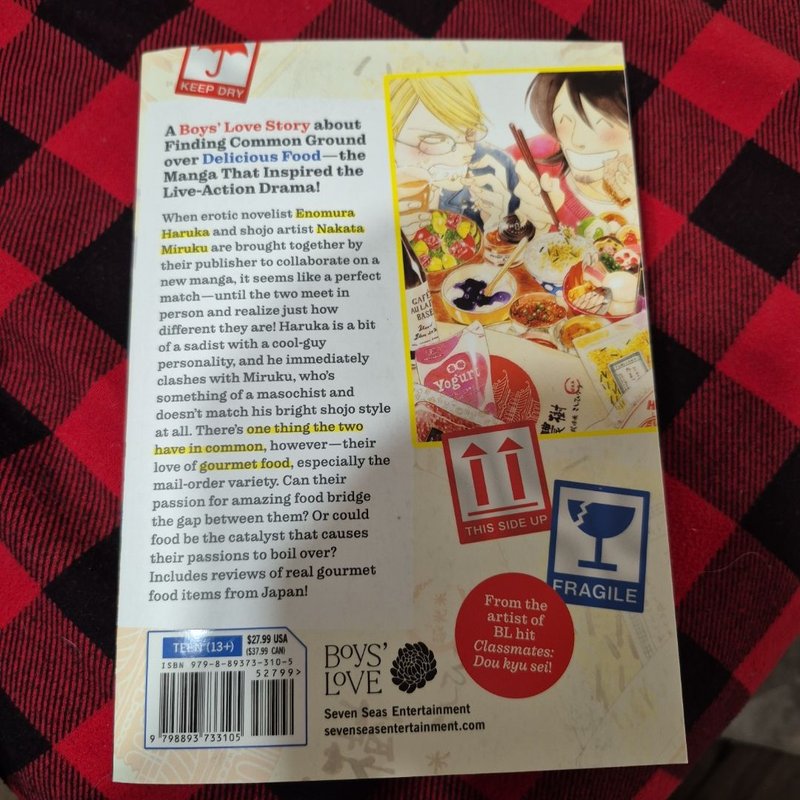 KEEP DRY
A Boys' Love Story about
Finding Common Ground
over Delicious Food—the
Manga That Inspired the
Live-Action Drama!
When erotic novelist Enomura
Haruka and shojo artist Nakata
Miruku are brought together by
their publisher to collaborate on a
new manga, it seems like a perfect
match—until the two meet in
person and realize just how
different they are! Haruka is a bit
of a sadist with a cool-guy
personality, and he immediately
clashes with Miruku, who's
something of a masochist and
doesn't match his bright shojo style
at all. There's one thing the two
have in common, however—their
love of gourmet food, especially the
mail-order variety. Can their
passion for amazing food bridge
the gap between them? Or could
food be the catalyst that causes
their passions to boil over?
Includes reviews of real gourmet
food items from Japan!
CAFÉ
AU LAIT
BASE
Yogurt
THIS SIDE UP
FRAGILE
From the
artist of
BL hit
Classmates:
Dou kyu sei!
TEEN (13+)
$27.99 USA
($37.99 CAN)
ISBN 979-8-89373-310-5
52799>
9798893733105
BOYS'
LOVE
Seven Seas Entertainment
sevenseasentertainment.com